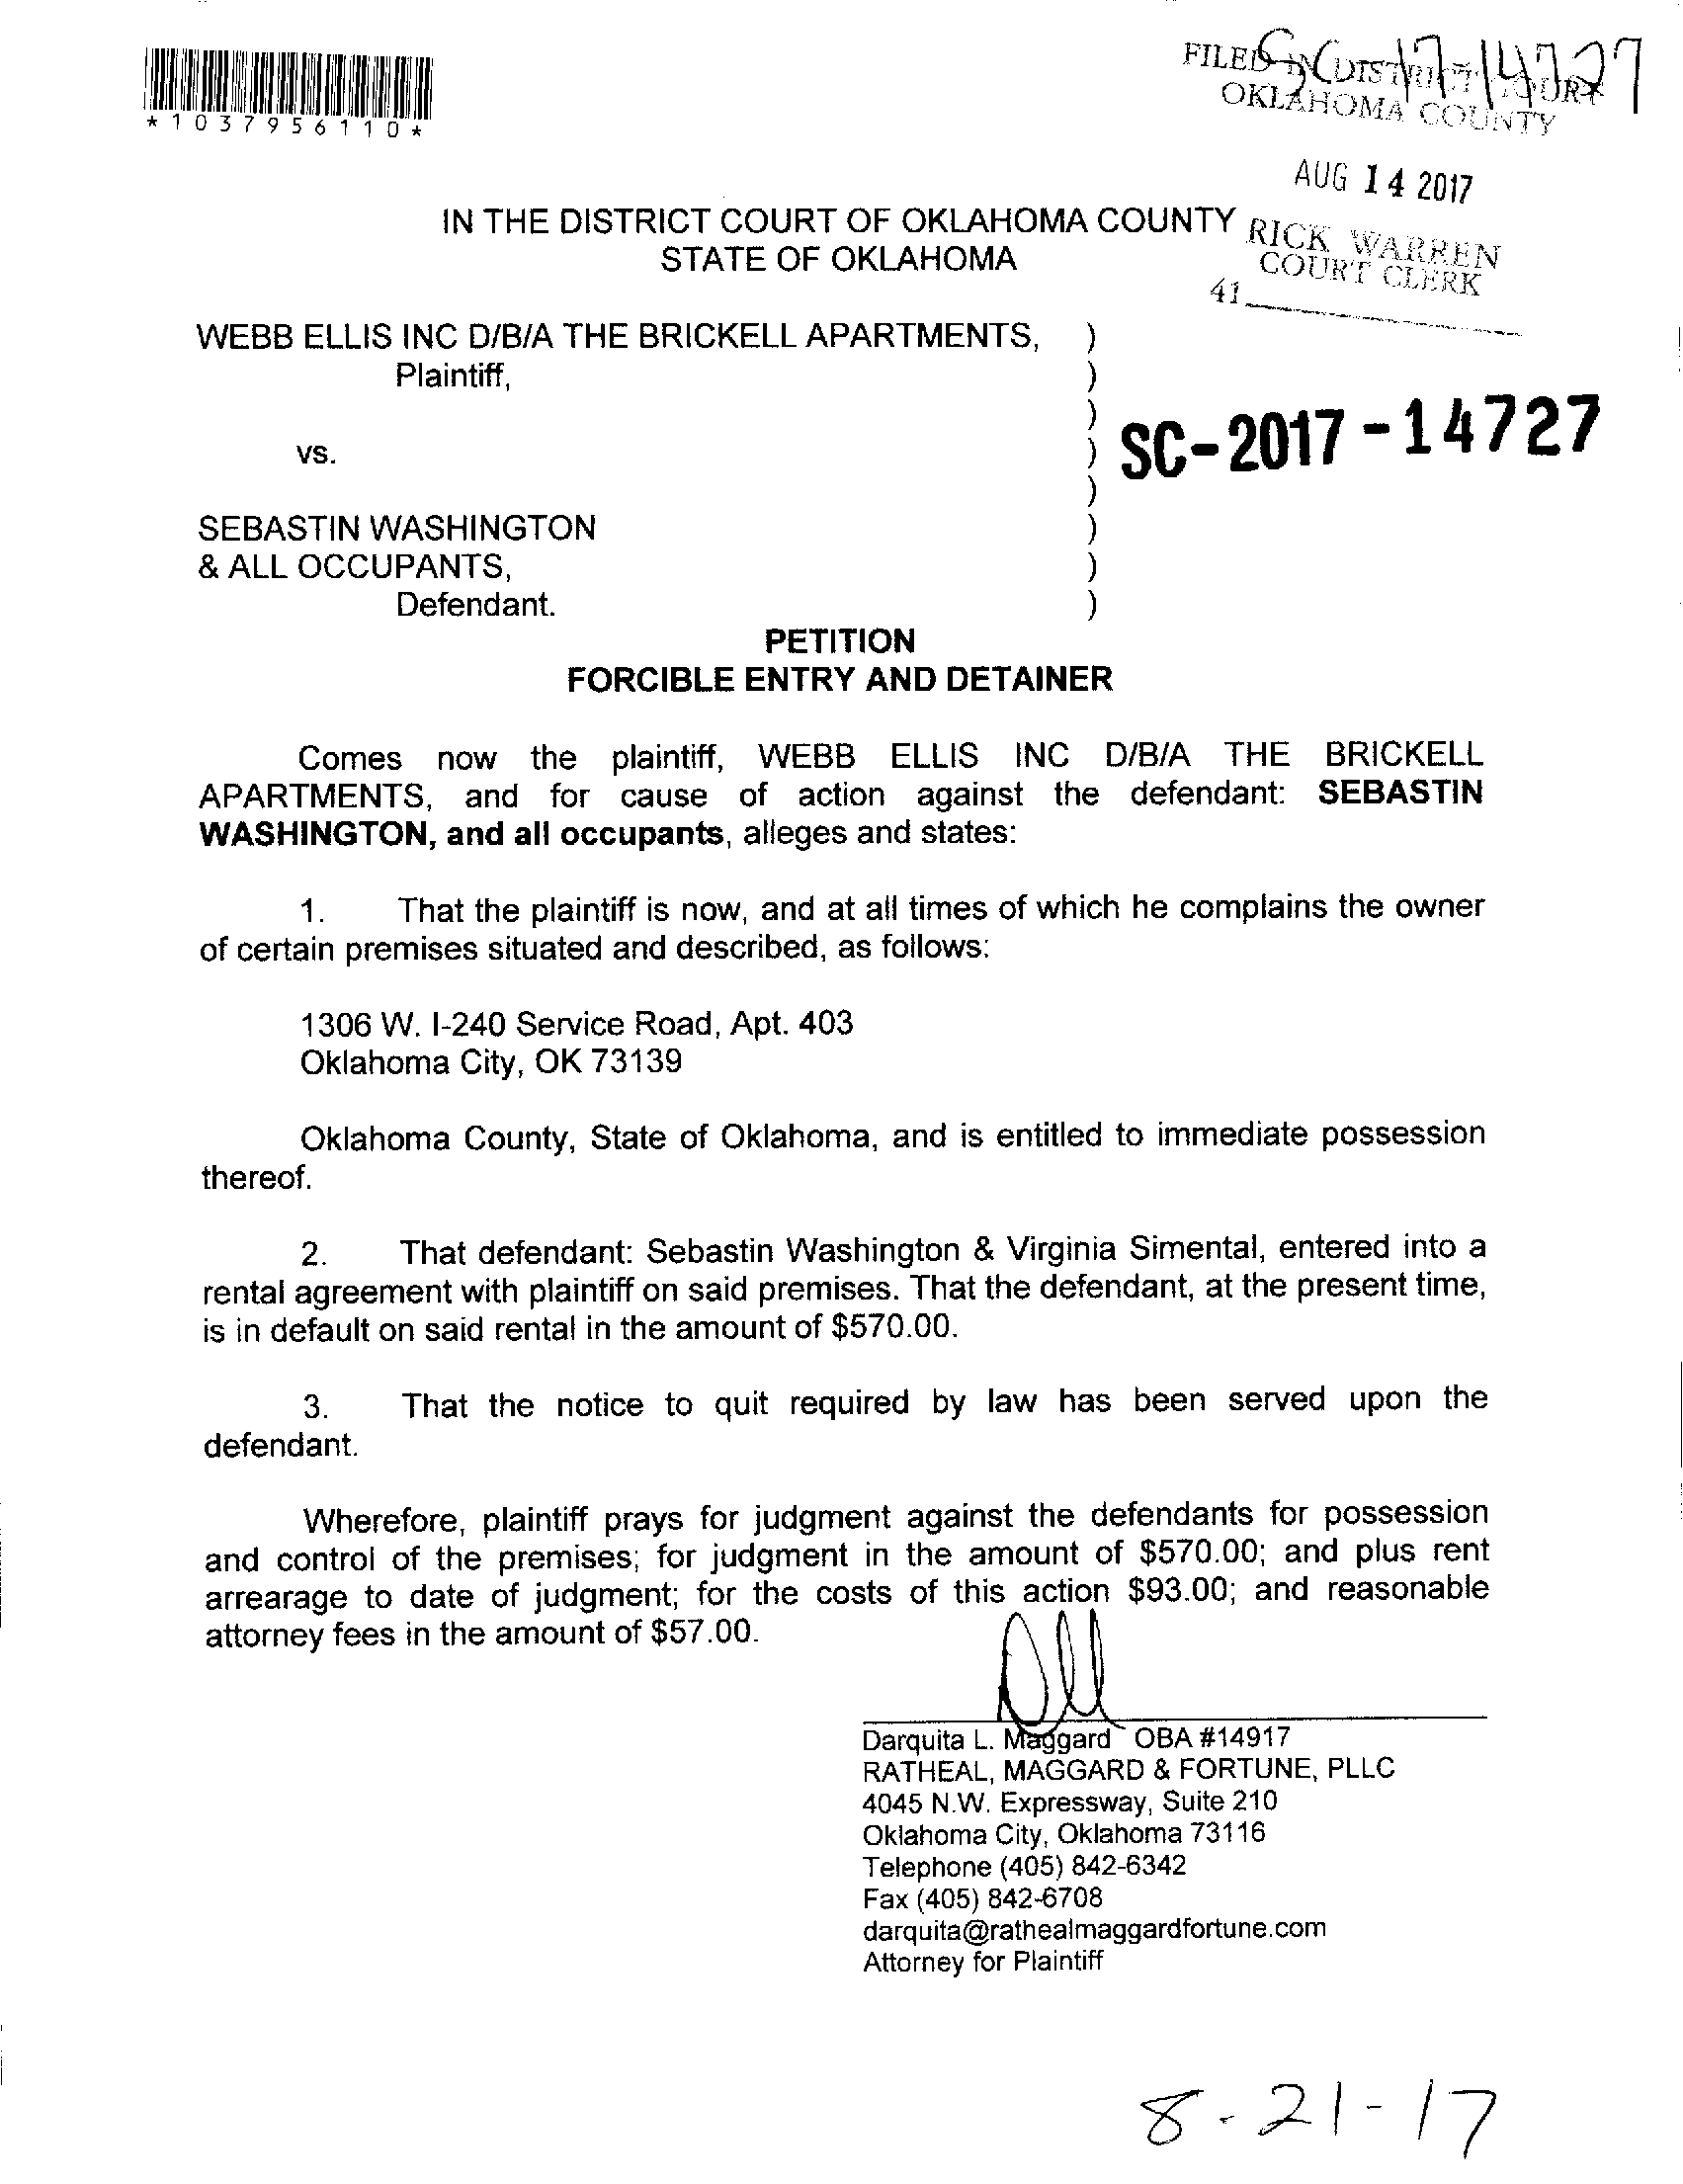 *1037956110*
SC-17-14727
FILED IN DISTRICT COURT
OKLAHOMA COUNTY
AUG 14 2017
RICK WARREN
COURT CLERK
41
IN THE DISTRICT COURT OF OKLAHOMA COUNTY
STATE OF OKLAHOMA
WEBB ELLIS INC D/B/A THE BRICKELL APARTMENTS, )
Plaintiff, )
)
vs. )
SC-2017-14727
)
SEBASTIN WASHINGTON )
& ALL OCCUPANTS, )
Defendant. )
PETITION
FORCIBLE ENTRY AND DETAINER
Comes now the plaintiff, WEBB ELLIS INC D/B/A THE BRICKELL
APARTMENTS, and for cause of action against the defendant: SEBASTIN
WASHINGTON, and all occupants, alleges and states:
1. That the plaintiff is now, and at all times of which he complains the owner
of certain premises situated and described, as follows:
1306 W. I-240 Service Road, Apt. 403
Oklahoma City, OK 73139
Oklahoma County, State of Oklahoma, and is entitled to immediate possession
thereof.
2. That defendant: Sebastin Washington & Virginia Simental, entered into a
rental agreement with plaintiff on said premises. That the defendant, at the present time,
is in default on said rental in the amount of $570.00.
3. That the notice to quit required by law has been served upon the
defendant.
Wherefore, plaintiff prays for judgment against the defendants for possession
and control of the premises; for judgment in the amount of $570.00; and plus rent
arrearage to date of judgment; for the costs of this action $93.00; and reasonable
attorney fees in the amount of $57.00.
Darquita L. Maggard OBA #14917
RATHEAL, MAGGARD & FORTUNE, PLLC
4045 N.W. Expressway, Suite 210
Oklahoma City, Oklahoma 73116
Telephone (405) 842-6342
Fax (405) 842-6708
darquita@rathealmaggardfortune.com
Attorney for Plaintiff
8-21-17